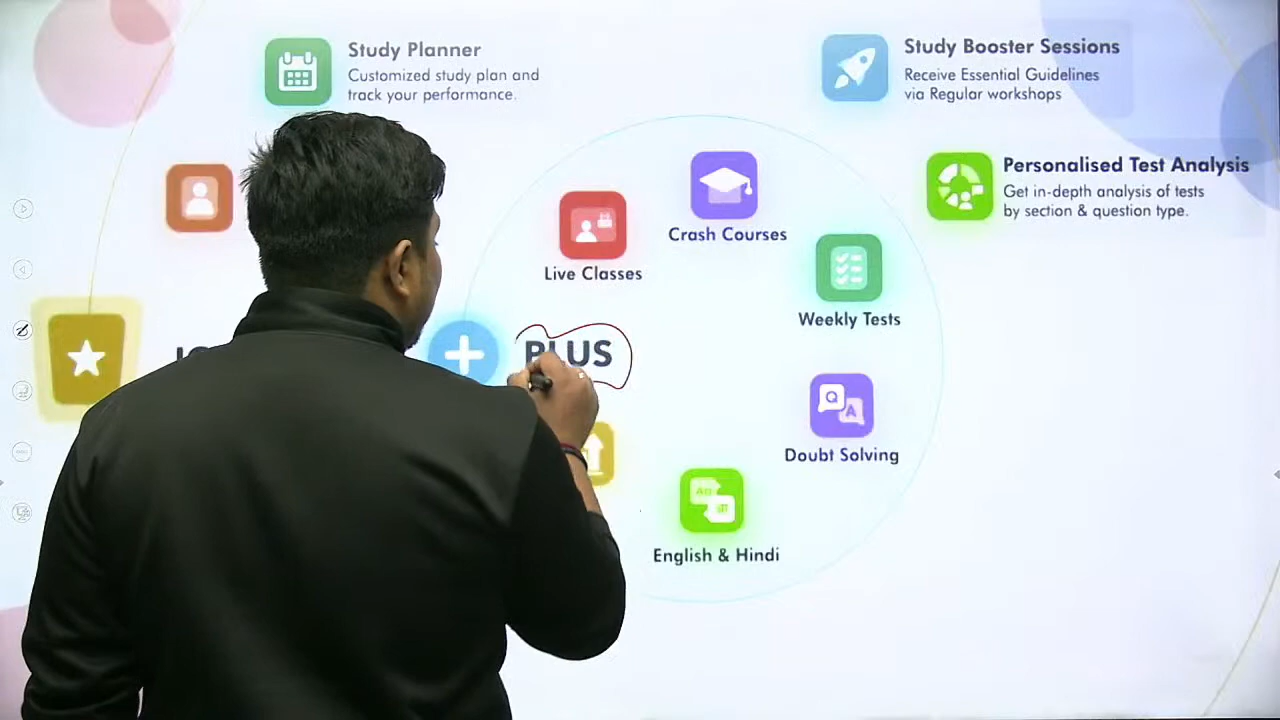 Study Planner
Customized study plan and
track your performance.
Study Booster Sessions
Receive Essential Guidelines
via Regular workshops
Personalised Test Analysis
Get in-depth analysis of tests
by section & question type.
Crash Courses
Live Classes
Weekly Tests
PLUS
Q
A
Doubt Solving
English & Hindi